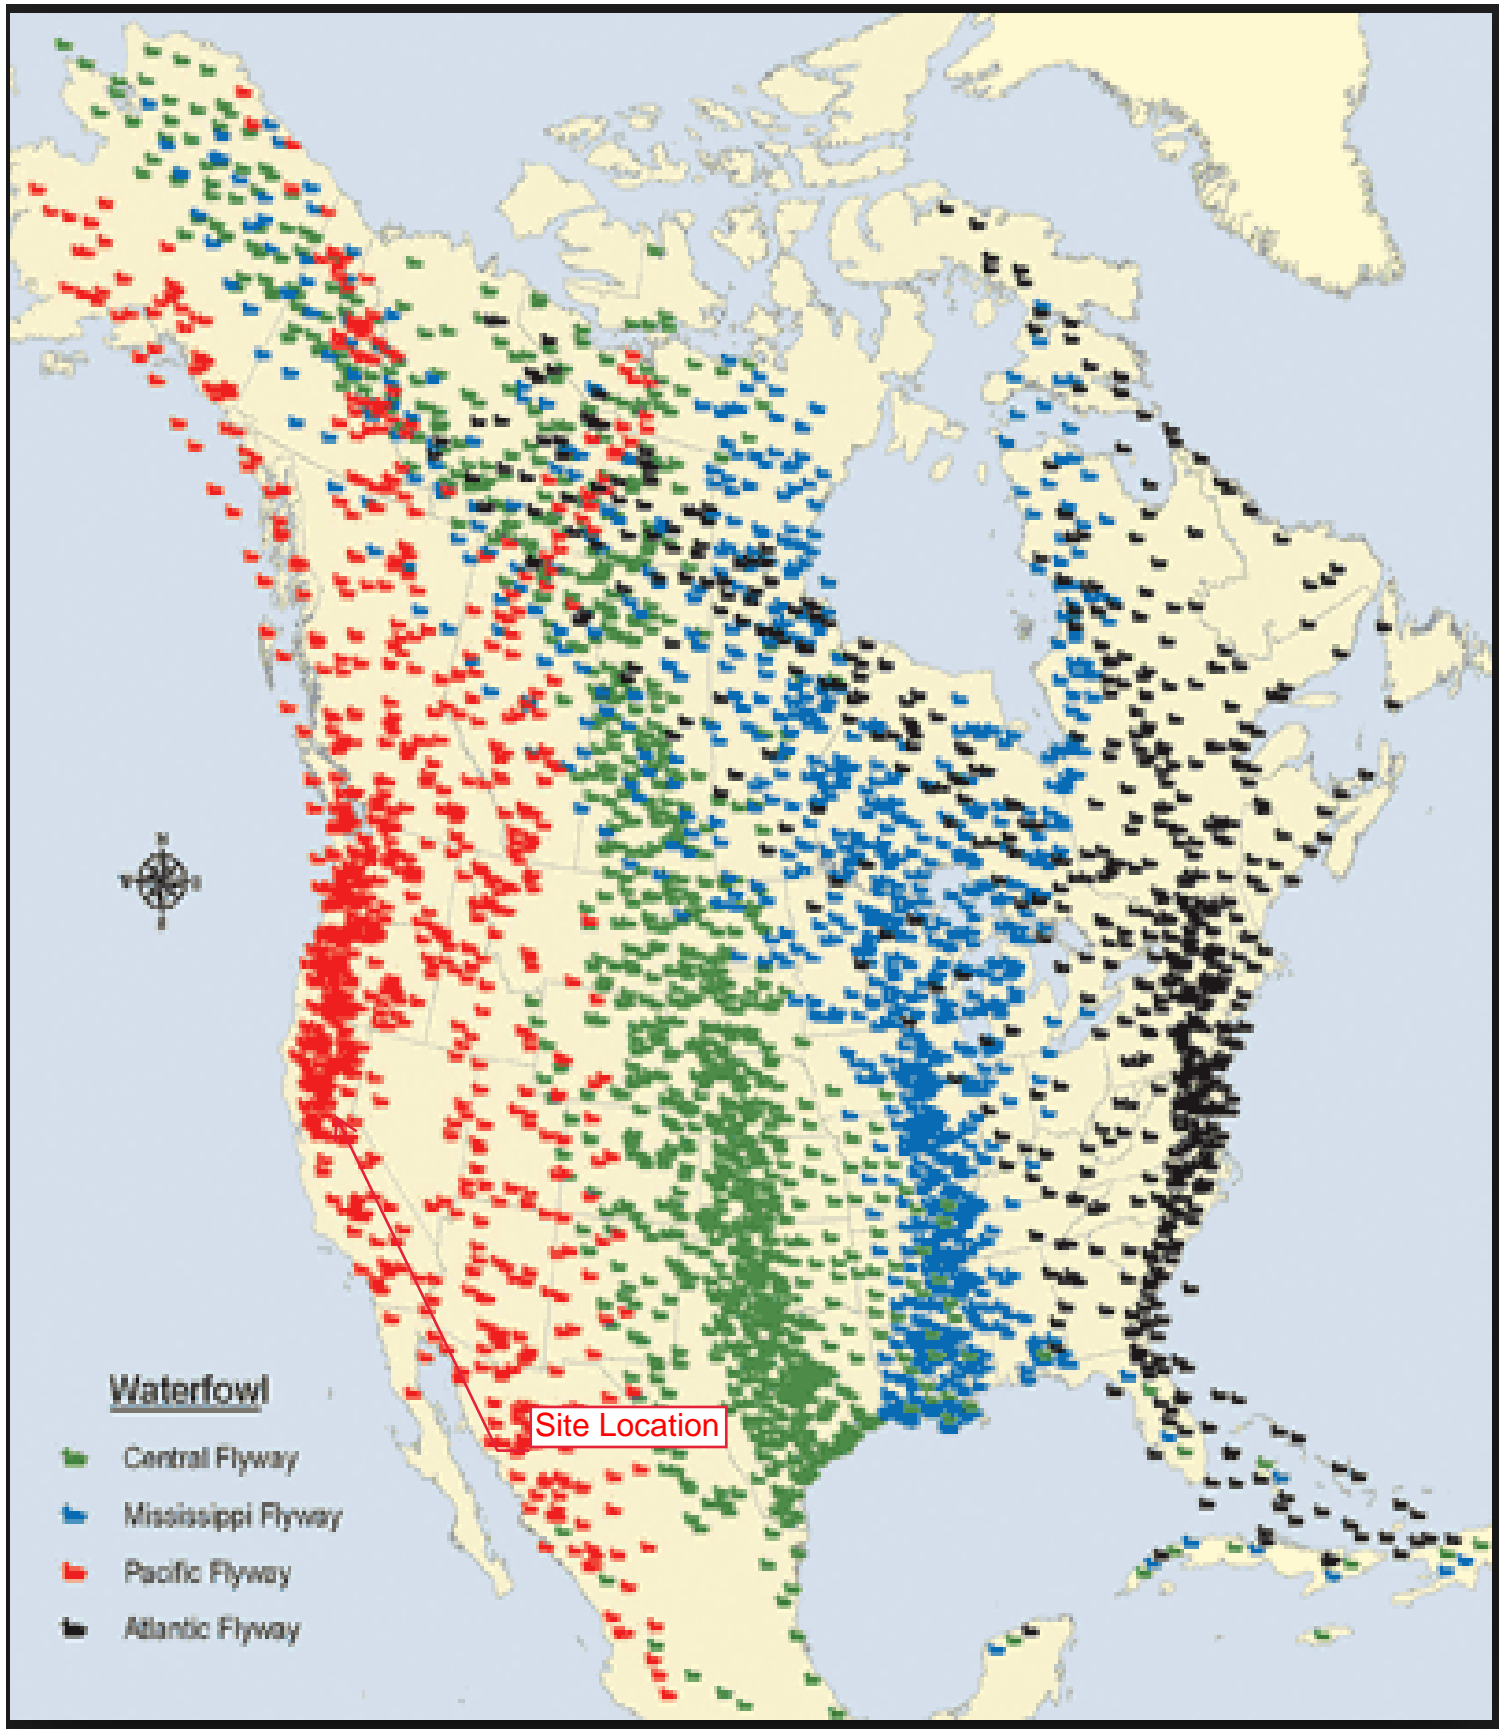 N
S
Waterfowl
Site Location
Central Flyway
Mississippi Flyway
Pacific Flyway
Atlantic Flyway